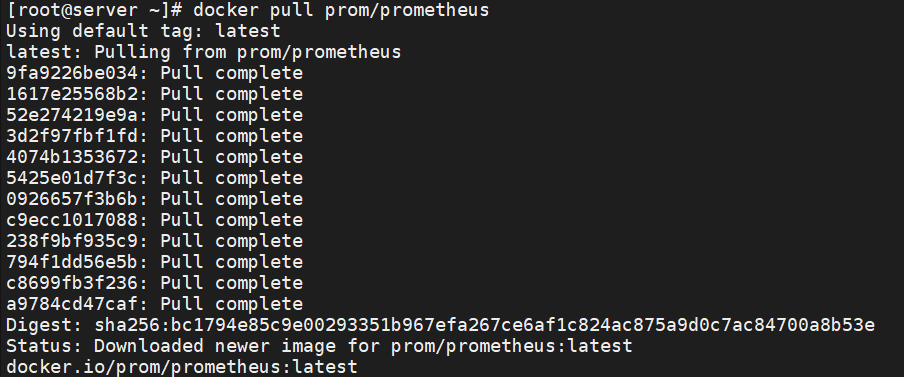 [root@server ~]# docker pull prom/prometheus
Using default tag: latest
latest: Pulling from prom/prometheus
9fa9226be034: Pull complete
1617e25568b2: Pull complete
52e274219e9a: Pull complete
3d2f97fbf1fd: Pull complete
4074b1353672: Pull complete
5425e01d7f3c: Pull complete
0926657f3b6b: Pull complete
c9ecc1017088: Pull complete
238f9bf935c9: Pull complete
794f1dd56e5b: Pull complete
c8699fb3f236: Pull complete
a9784cd47caf: Pull complete
Digest: sha256:bc1794e85c9e00293351b967efa267ce6af1c824ac875a9d0c7ac84700a8b53e
Status: Downloaded newer image for prom/prometheus:latest
docker.io/prom/prometheus:latest